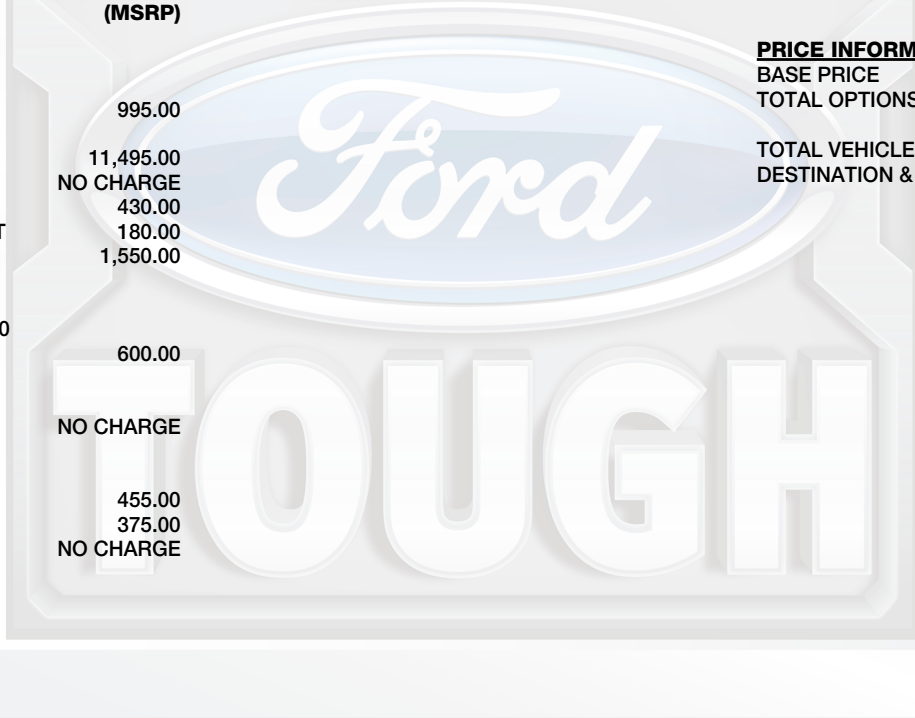 (MSRP)
995.00
11,495.00
NO CHARGE
430.00
T 180.00
1,550.00
0
600.00
NO CHARGE
455.00
375.00
NO CHARGE
PRICE INFORM
BASE PRICE
TOTAL OPTIONS
TOTAL VEHICLE
DESTINATION &
Ford
TOUGH